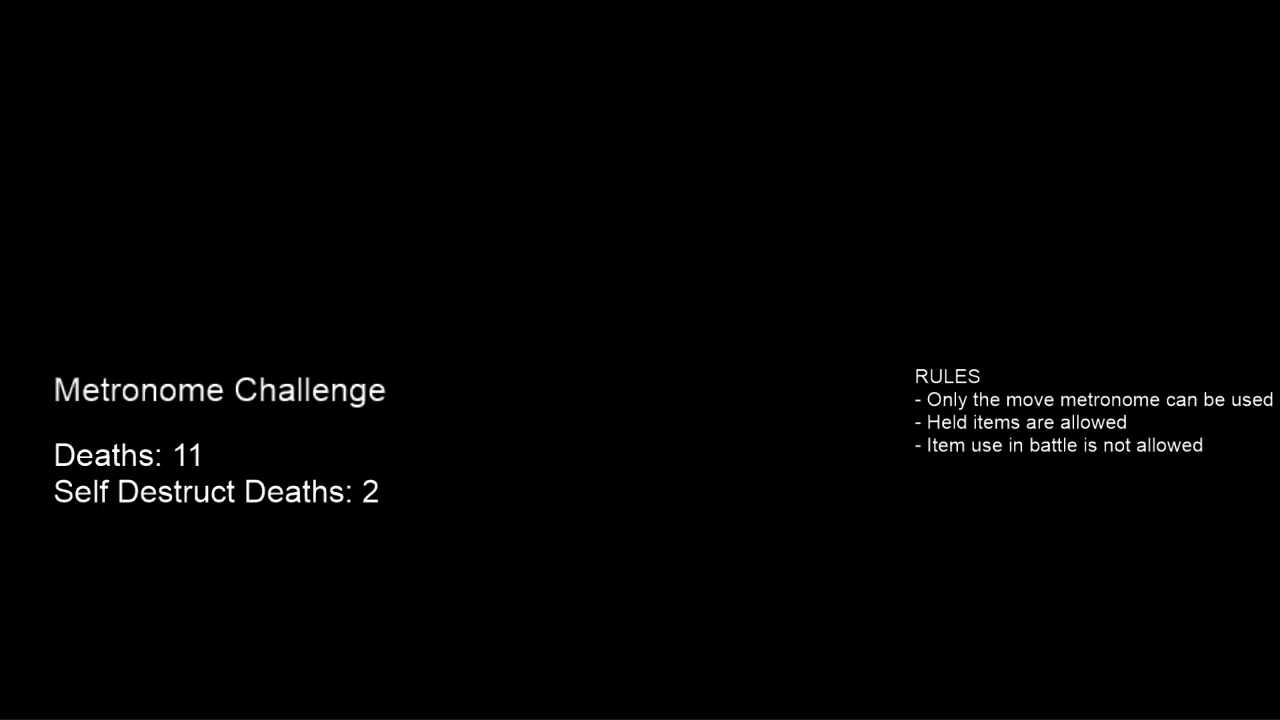 Metronome Challenge
Deaths: 11
Self Destruct Deaths: 2
RULES
- Only the move metronome can be used
- Held items are allowed
- Item use in battle is not allowed